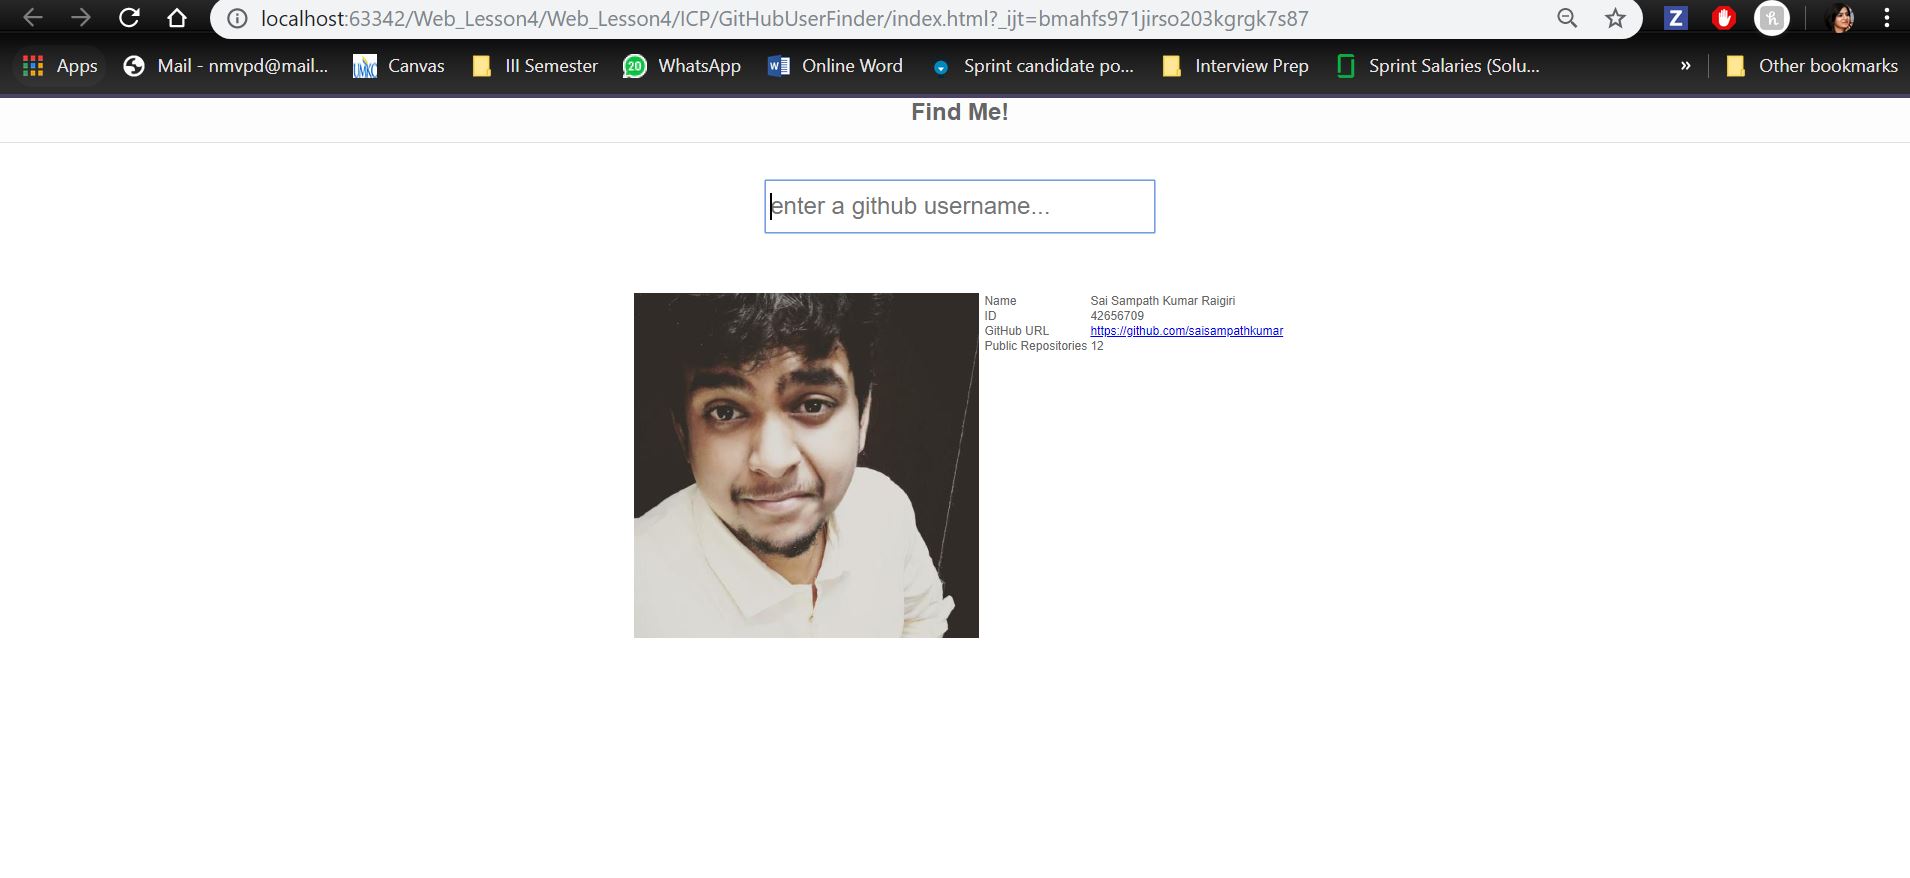 localhost:63342/Web_Lesson4/Web_Lesson4/ICP/GitHubUserFinder/index.html?_ijt=bmahfs971jirso203kgrgk7s87
Z
Apps Mail - nmvpd@mail... UMKC Canvas III Semester 20 WhatsApp W Online Word Sprint candidate po... Interview Prep Sprint Salaries (Solu... » Other bookmarks
Find Me!
enter a github username...
Name Sai Sampath Kumar Raigiri
ID 42656709
GitHub URL https://github.com/saisampathkumar
Public Repositories 12